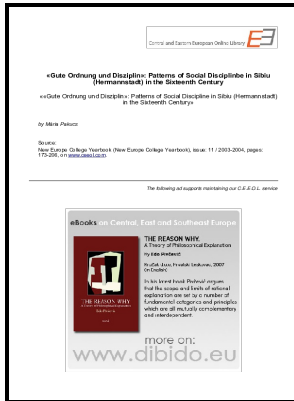 Central and Eastern European Online Library
«Gute Ordnung und Disziplin»: Patterns of Social Disciplinbe in Sibiu
(Hermannstadt) in the Sixteenth Century
««Gute Ordnung und Disziplin»: Patterns of Social Discipline in Sibiu (Hermannstadt)
in the Sixteenth Century»
by Mária Pakucs
Source:
New Europe College Yearbook (New Europe College Yearbook), issue: 11 / 2003-2004, pages:
173-206, on www.ceeol.com.
The following ad supports maintaining our C.E.E.O.L. service
eBooks on Central, East and Southeast Europe
THE REASON WHY.
A Theory of Philosophical Explanation
In his latest book Prelević argues
that the scope and limits of rational
explanation are set by a number of
fundamental categories and principles
which are all mutually complementary
and interdependent.
THE REASON WHY
more on:
www.dibido.eu